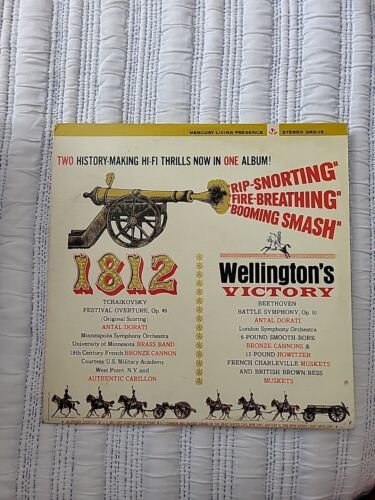 MERCURY LIVING PRESENCE STEREO SRD-19
TWO HISTORY-MAKING HI-FI THRILLS NOW IN ONE ALBUM!
"RIP-SNORTING"
"FIRE-BREATHING"
"BOOMING SMASH"
1812
TCHAIKOVSKY
FESTIVAL OVERTURE, Op. 49
(Original Scoring)
ANTAL DORATI
Minneapolis Symphony Orchestra
University of Minnesota BRASS BAND
18th Century French BRONZE CANNON
Courtesy U.S. Military Academy
West Point, N.Y. and
AUTHENTIC CARILLON
Wellington's
VICTORY
BEETHOVEN
BATTLE SYMPHONY, Op. 91
ANTAL DORATI
London Symphony Orchestra
6-POUND SMOOTH-BORE
BRONZE CANNONS &
12-POUND HOWITZER
FRENCH CHARLEVILLE MUSKETS
AND BRITISH BROWN BESS
MUSKETS